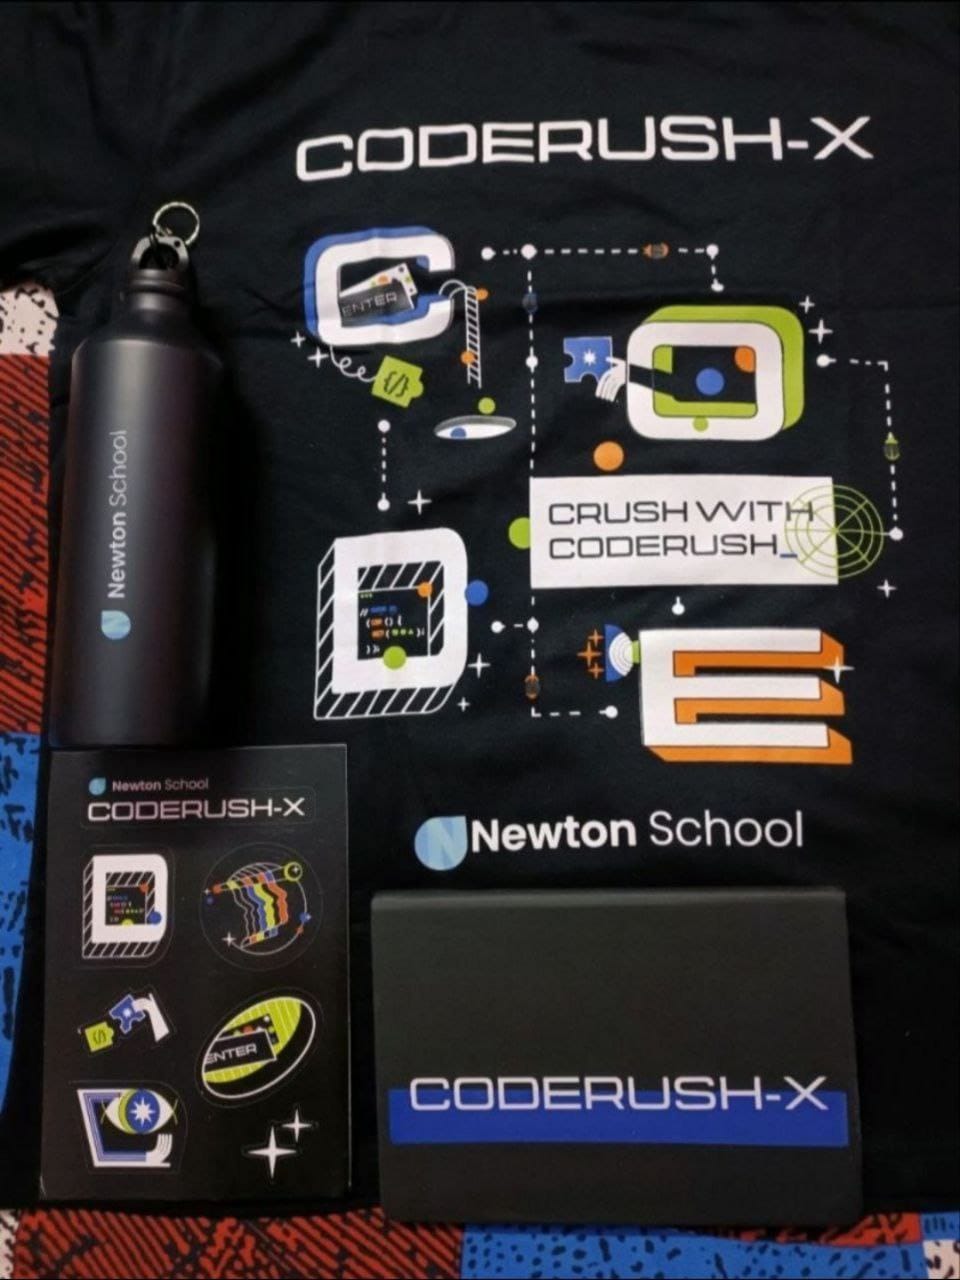 CODERUSH-X
C
ENTER
{/}
O
CRUSH WITH
CODERUSH_
D
E
Newton School
Newton School
Newton School
CODERUSH-X
D
{/}
ENTER
CODERUSH-X